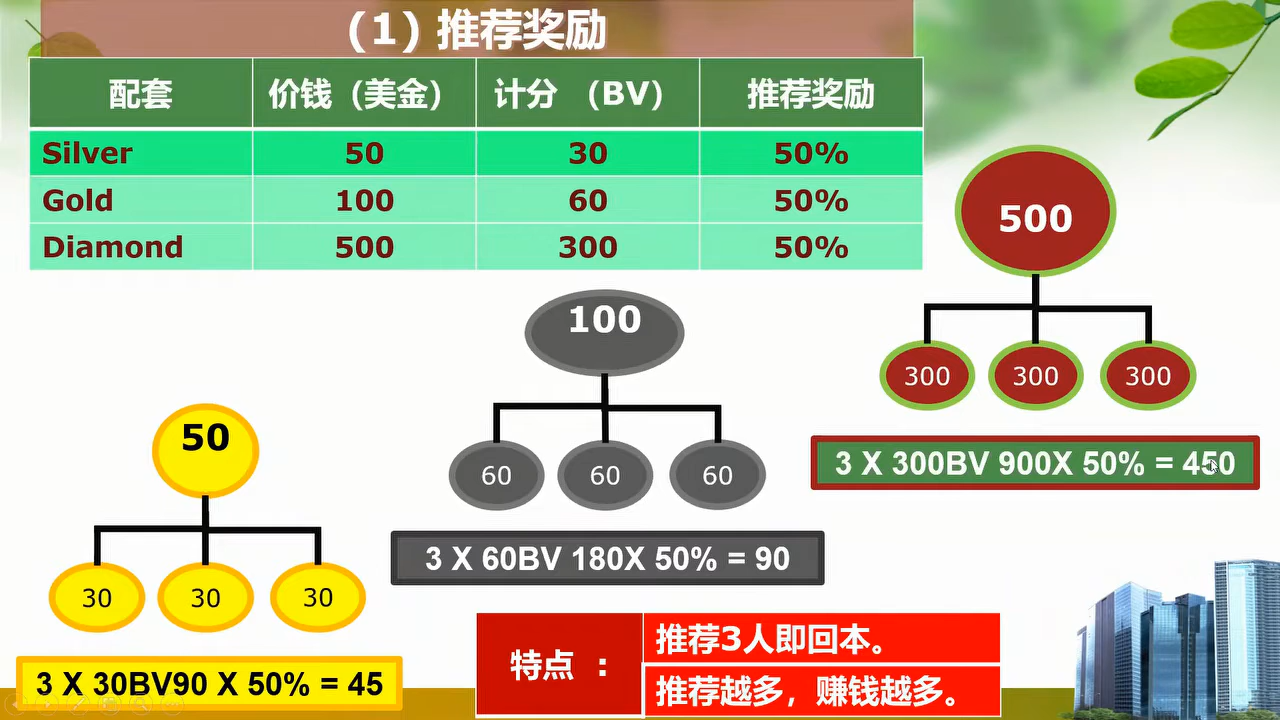 (1) 推荐奖励
配套 价钱（美金） 计分 （BV） 推荐奖励
Silver 50 30 50%
Gold 100 60 50%
Diamond 500 300 50%
500
300 300 300
3 X 300BV 900X 50% = 450
100
60 60 60
3 X 60BV 180X 50% = 90
50
30 30 30
3 X 30BV90 X 50% = 45
特点 ：
推荐3人即回本。
推荐越多，赚钱越多。